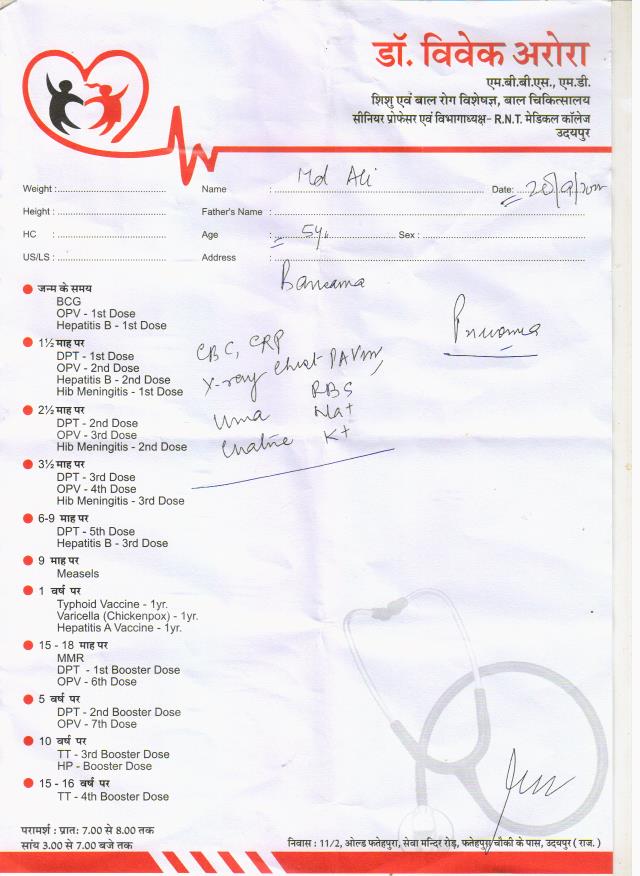 डॉ. विवेक अरोरा
एम.बी.बी.एस., एम.डी.
शिशु एवं बाल रोग विशेषज्ञ, बाल चिकित्सालय
सीनियर प्रोफेसर एवं विभागाध्यक्ष- R.N.T. मेडिकल कॉलेज
उदयपुर
Weight : Name : Md Ali Date:
Height : Father's Name :
HC : Age : 5yr Sex :
US/LS : Address :
जन्म के समय
BCG
OPV - 1st Dose
Hepatitis B - 1st Dose
1½ माह पर
DPT - 1st Dose
OPV - 2nd Dose
Hepatitis B - 2nd Dose
Hib Meningitis - 1st Dose
2½ माह पर
DPT - 2nd Dose
OPV - 3rd Dose
Hib Meningitis - 2nd Dose
3½ माह पर
DPT - 3rd Dose
OPV - 4th Dose
Hib Meningitis - 3rd Dose
6-9 माह पर
DPT - 5th Dose
Hepatitis B - 3rd Dose
9 माह पर
Measels
1 वर्ष पर
Typhoid Vaccine - 1yr.
Varicella (Chickenpox) - 1yr.
Hepatitis A Vaccine - 1yr.
15 - 18 माह पर
MMR
DPT - 1st Booster Dose
OPV - 6th Dose
5 वर्ष पर
DPT - 2nd Booster Dose
OPV - 7th Dose
10 वर्ष पर
TT - 3rd Booster Dose
HP - Booster Dose
15 - 16 वर्ष पर
TT - 4th Booster Dose
CBC, CRP
X-ray Chest PA View
RBS
Na+
K+
परामर्श : प्रातः 7.00 से 8.00 तक
सांय 3.00 से 7.00 बजे तक
निवास : 11/2, ओल्ड फतेहपुरा, सेवा मन्दिर रोड़, फतेहपुरा चौकी के पास, उदयपुर ( राज. )